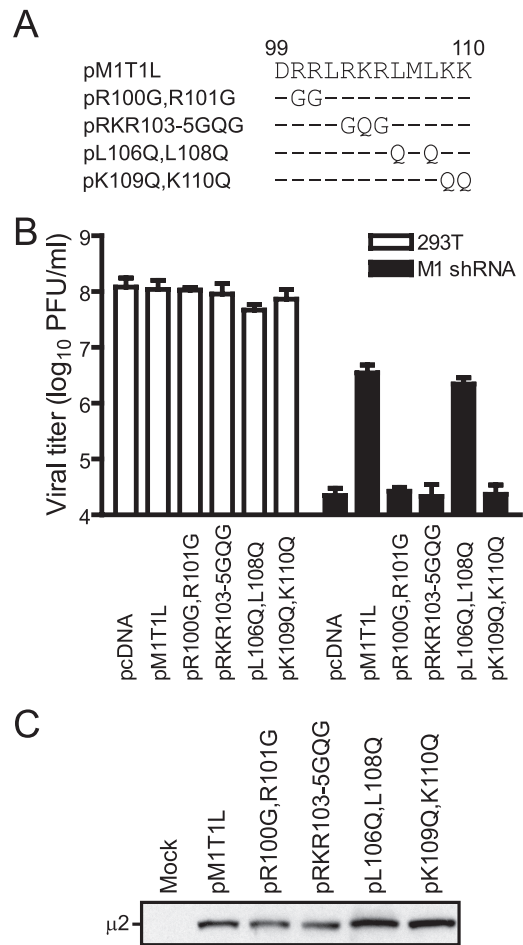 A
99 110
pM1T1L DRRLRKRLMLKK
pR100G,R101G –GG–––––––––
pRKR103-5GQG ––––GQG–––––
pL106Q,L108Q –––––––Q–Q––
pK109Q,K110Q ––––––––––QQ
B
293T
M1 shRNA
Viral titer (log10 PFU/ml)
9
8
7
6
5
4
pcDNA
pM1T1L
pR100G,R101G
pRKR103-5GQG
pL106Q,L108Q
pK109Q,K110Q
pcDNA
pM1T1L
pR100G,R101G
pRKR103-5GQG
pL106Q,L108Q
pK109Q,K110Q
C
Mock
pM1T1L
pR100G,R101G
pRKR103-5GQG
pL106Q,L108Q
pK109Q,K110Q
μ2